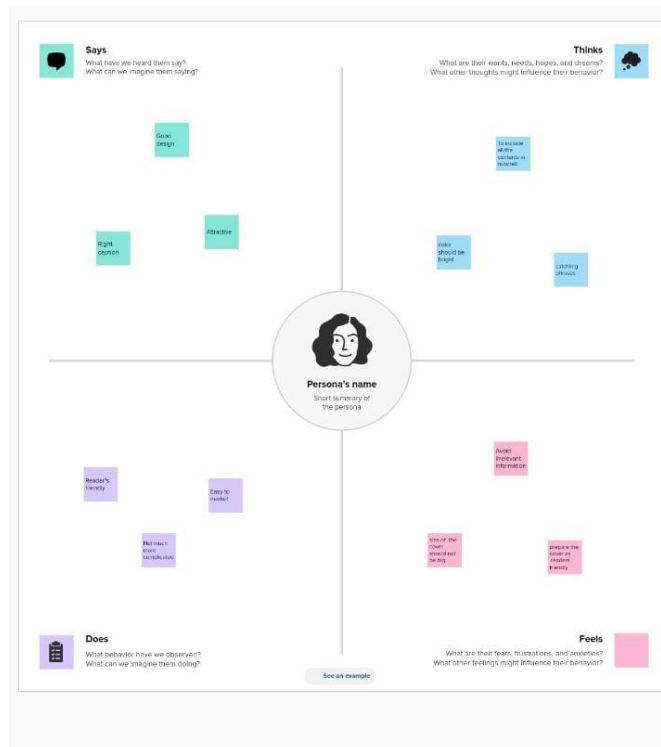 Says
What have we heard them say?
What can we imagine them saying?
Thinks
What are their wants, needs, hopes, and dreams?
What other thoughts might influence their behavior?
Good
design
Right
caption
Attractive
To include
all the
contents in
nutshell
color
should be
bright
catching
phrases
Persona's name
Short summary of
the persona
Reader's
friendly
Easy to
market
Not much
more
complicated
Avoid
irrelevant
information
size of the
cover
should not
be big
prepare the
cover as
readers
friendly
Does
What behavior have we observed?
What can we imagine them doing?
Feels
What are their fears, frustrations, and anxieties?
What other feelings might influence their behavior?
See an example